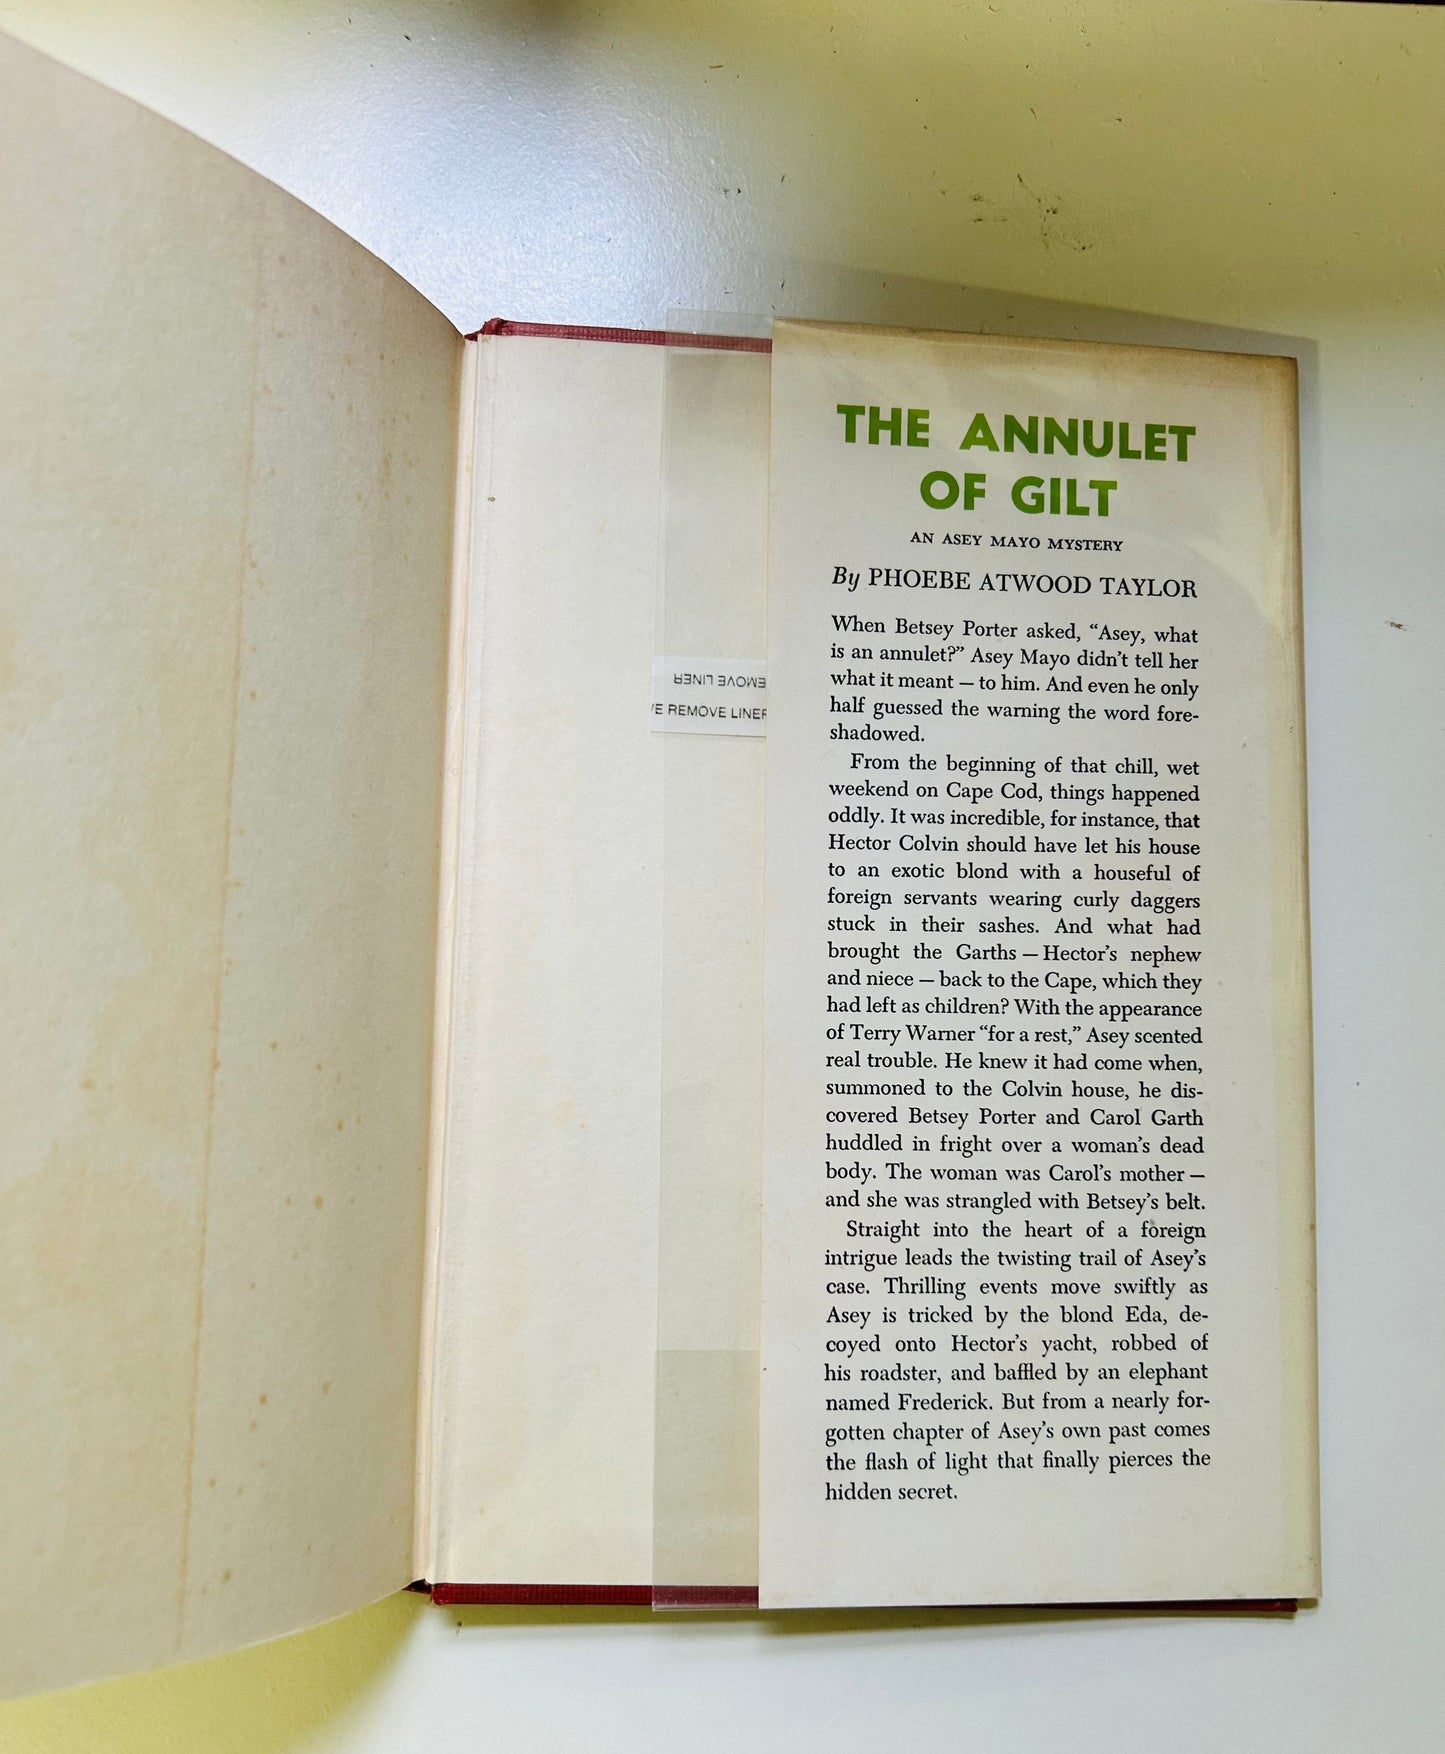 THE ANNULET
OF GILT
AN ASEY MAYO MYSTERY
By PHOEBE ATWOOD TAYLOR
When Betsey Porter asked, “Asey, what
is an annulet?” Asey Mayo didn’t tell her
what it meant — to him. And even he only
half guessed the warning the word fore-
shadowed.
From the beginning of that chill, wet
weekend on Cape Cod, things happened
oddly. It was incredible, for instance, that
Hector Colvin should have let his house
to an exotic blond with a houseful of
foreign servants wearing curly daggers
stuck in their sashes. And what had
brought the Garths — Hector’s nephew
and niece — back to the Cape, which they
had left as children? With the appearance
of Terry Warner “for a rest,” Asey scented
real trouble. He knew it had come when,
summoned to the Colvin house, he dis-
covered Betsey Porter and Carol Garth
huddled in fright over a woman’s dead
body. The woman was Carol’s mother —
and she was strangled with Betsey’s belt.
Straight into the heart of a foreign
intrigue leads the twisting trail of Asey’s
case. Thrilling events move swiftly as
Asey is tricked by the blond Eda, de-
coyed onto Hector’s yacht, robbed of
his roadster, and baffled by an elephant
named Frederick. But from a nearly for-
gotten chapter of Asey’s own past comes
the flash of light that finally pierces the
hidden secret.
EMOVE LINER
VE REMOVE LINER